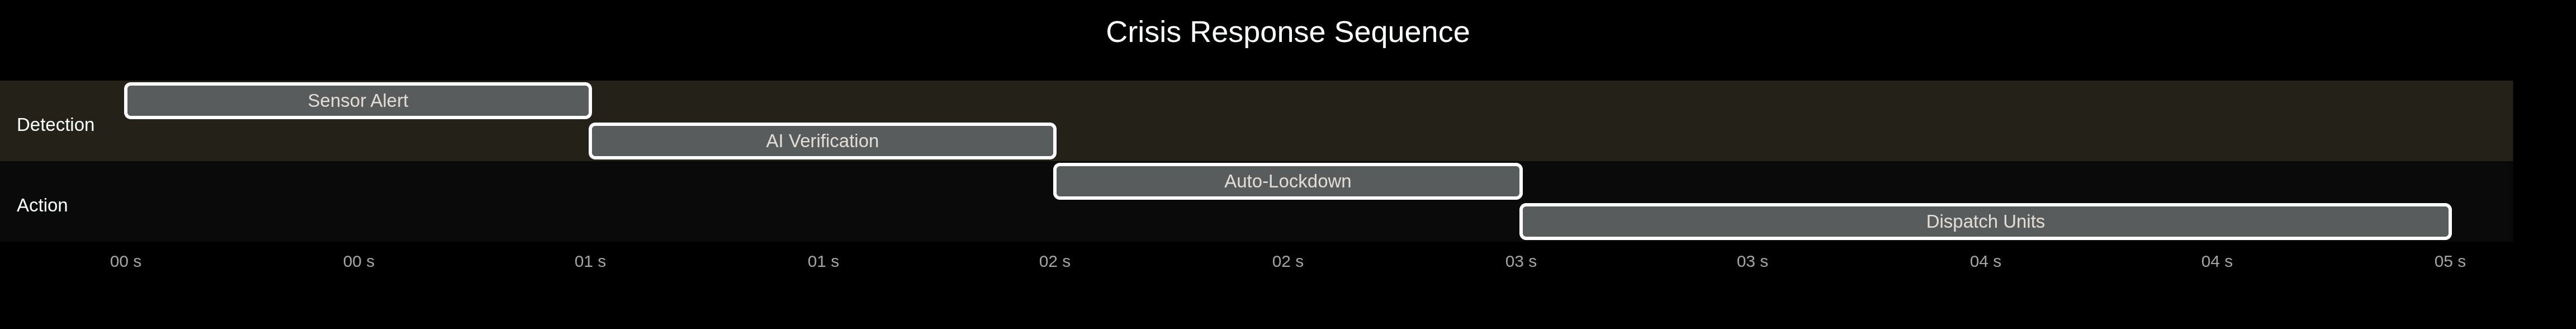 Crisis Response Sequence
Sensor Alert
Detection
AI Verification
Auto-Lockdown
Action
Dispatch Units
00 s 00 s 01 s 01 s 02 s 02 s 03 s 03 s 04 s 04 s 05 s